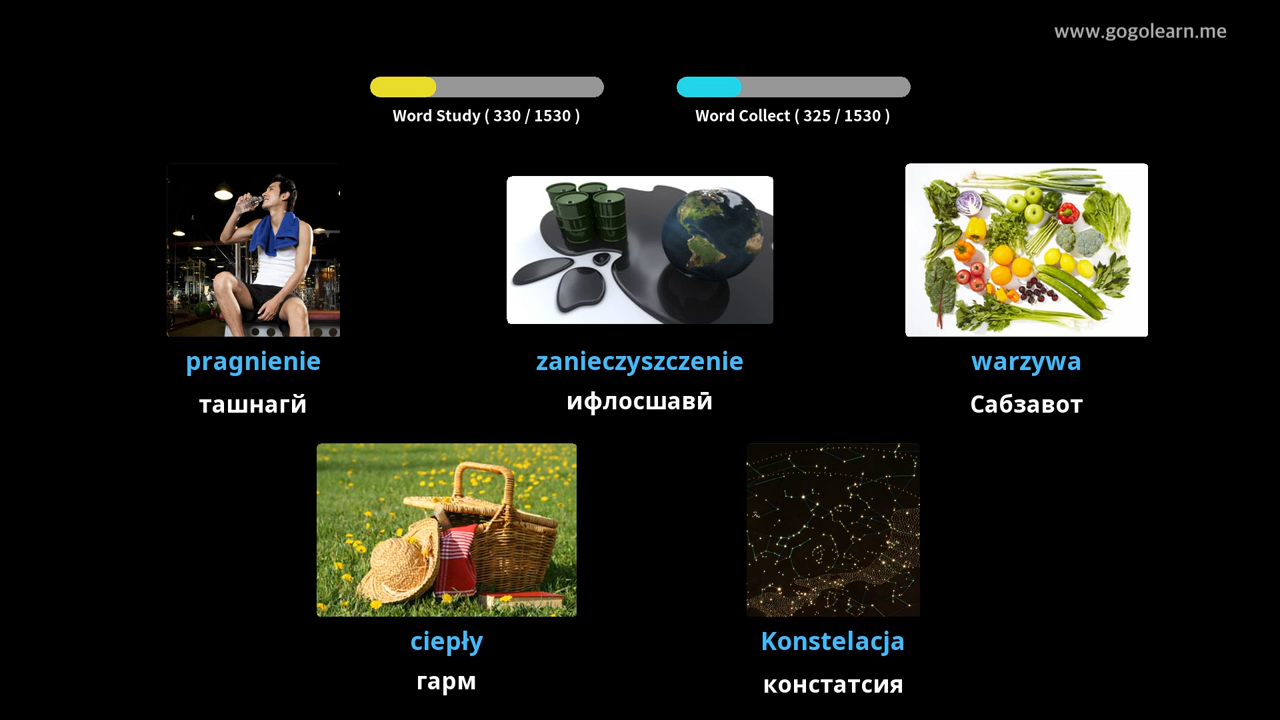 www.gogolearn.me
Word Study ( 330 / 1530 )
Word Collect ( 325 / 1530 )
pragnienie
zanieczyszczenie
warzywa
ташнагй
ифлосшавӣ
Сабзавот
ciepły
Konstelacja
гарм
констатсия